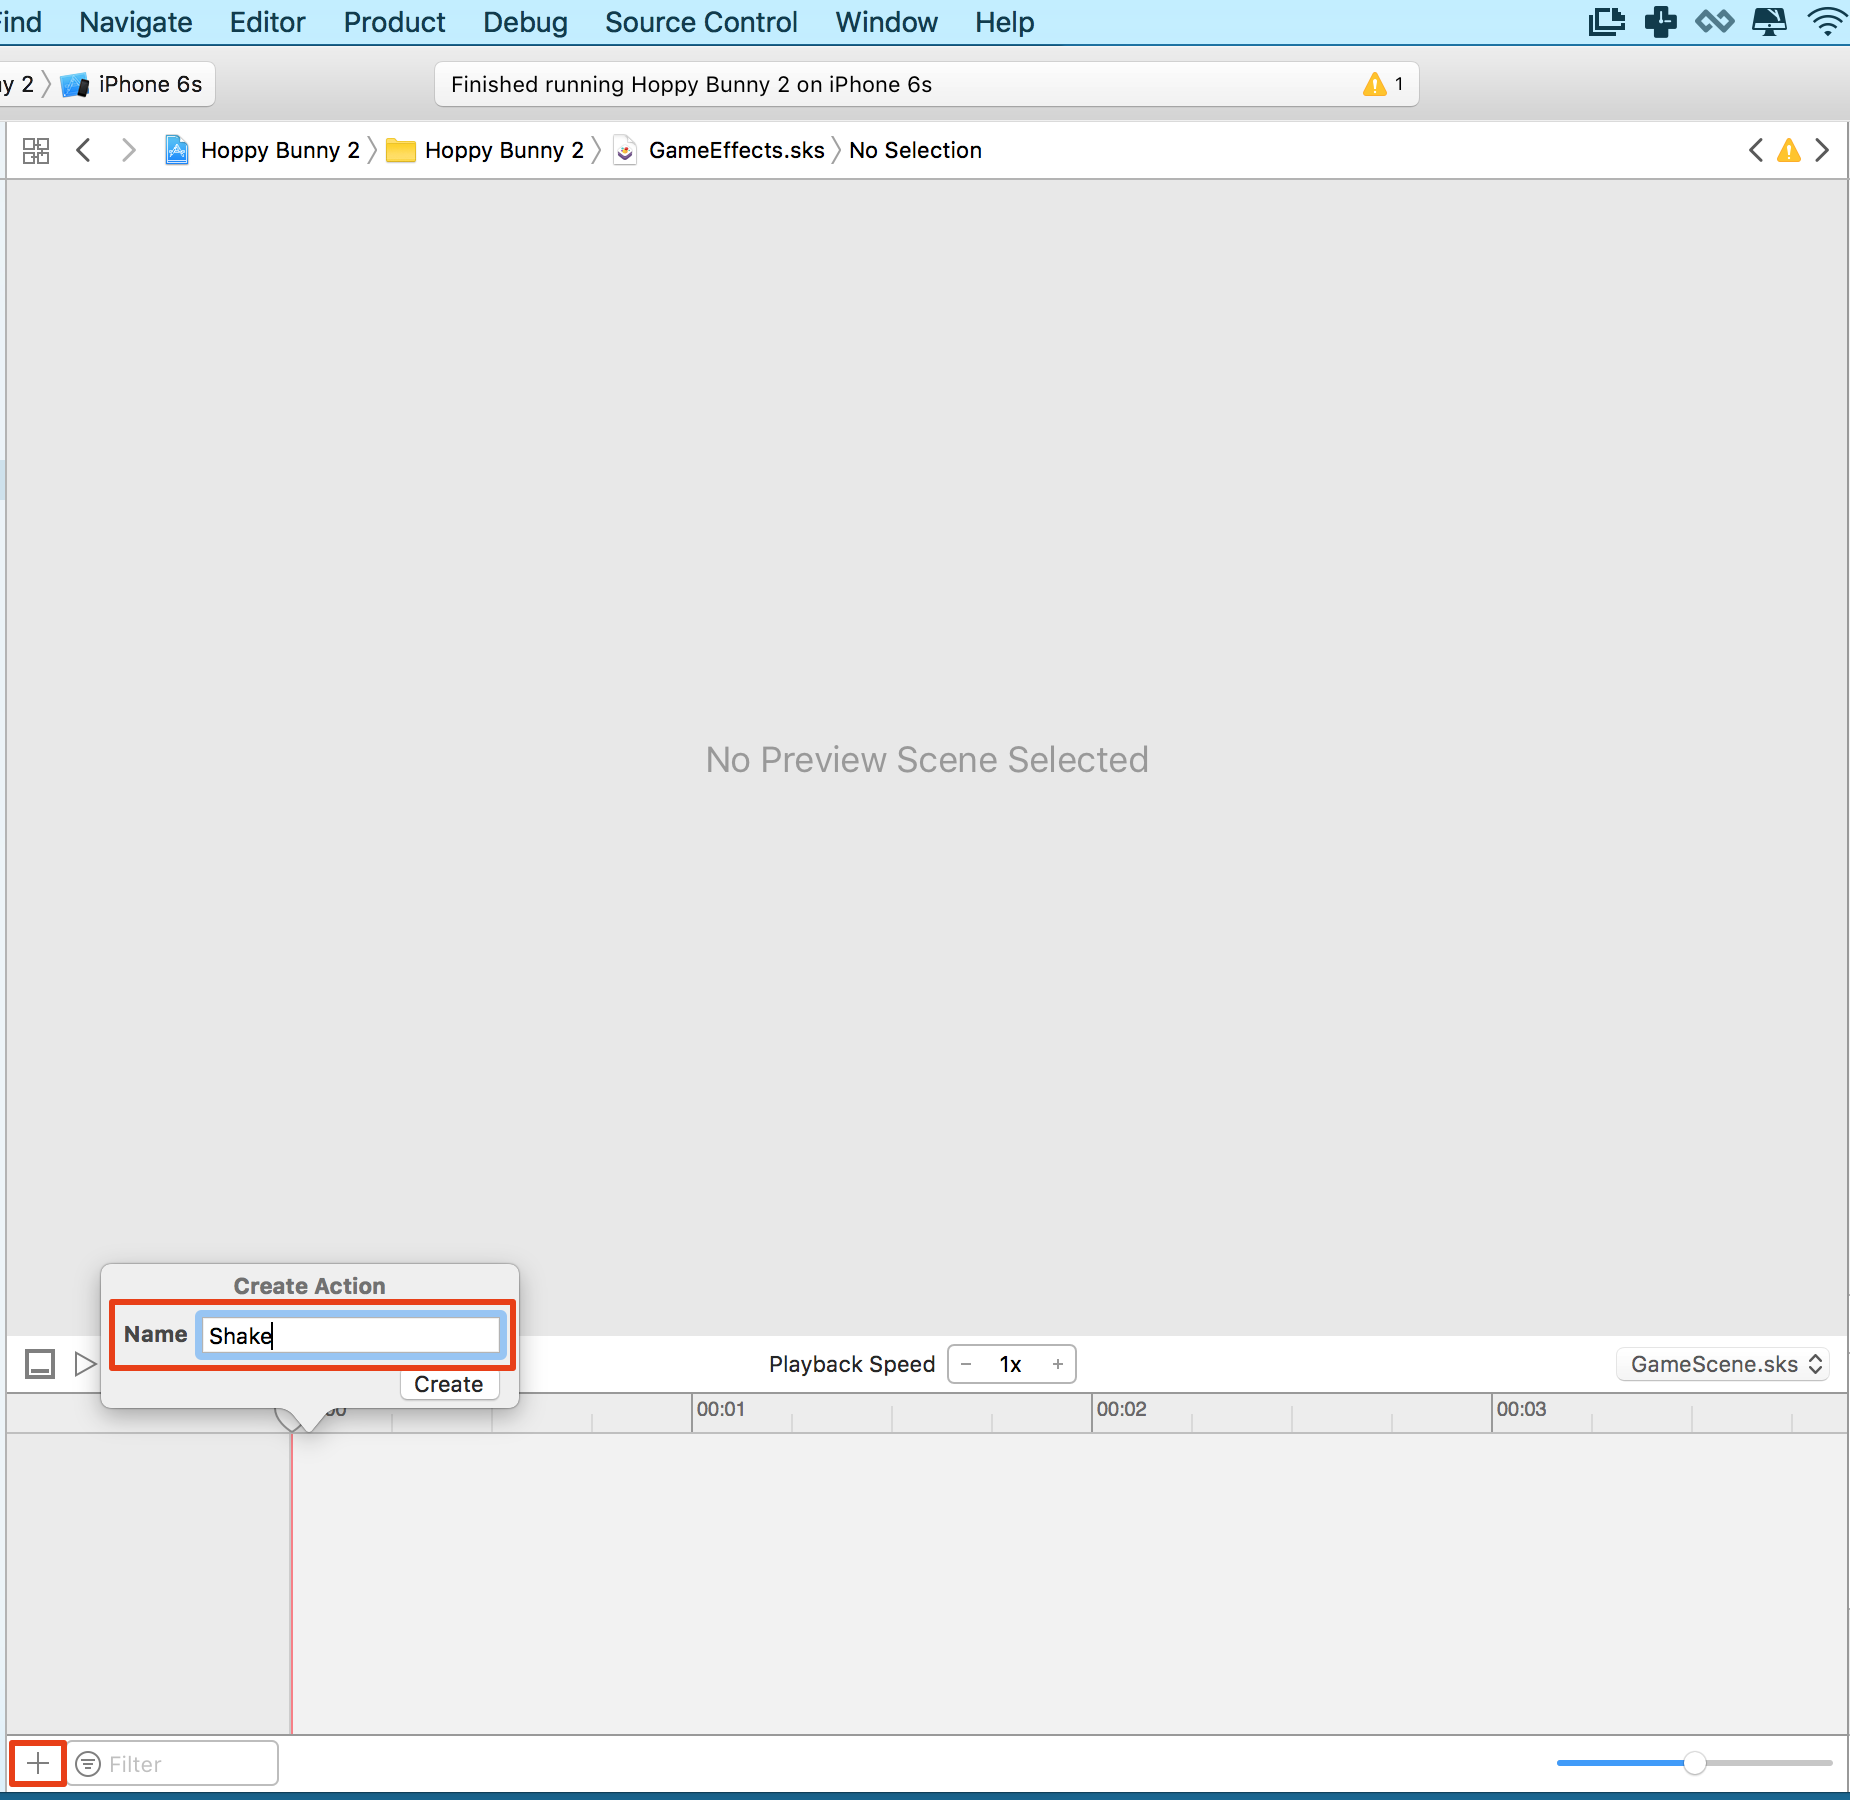 Find Navigate Editor Product Debug Source Control Window Help
y 2 iPhone 6s Finished running Hoppy Bunny 2 on iPhone 6s 1
Hoppy Bunny 2 Hoppy Bunny 2 GameEffects.sks No Selection
No Preview Scene Selected
Create Action
Name Shake
Create
Playback Speed - 1x + GameScene.sks
00:01 00:02 00:03
Filter